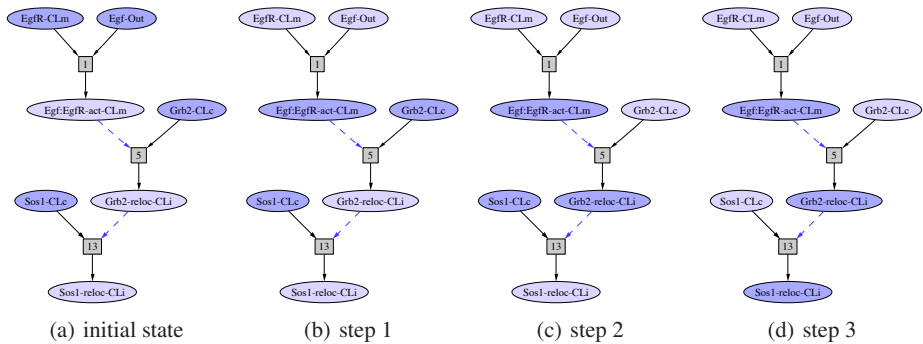 EgfR-CLm Egf-Out
1
Egf:EgfR-act-CLm Grb2-CLc
5
Sos1-CLc Grb2-reloc-CLi
13
Sos1-reloc-CLi
(a) initial state
EgfR-CLm Egf-Out
1
Egf:EgfR-act-CLm Grb2-CLc
5
Sos1-CLc Grb2-reloc-CLi
13
Sos1-reloc-CLi
(b) step 1
EgfR-CLm Egf-Out
1
Egf:EgfR-act-CLm Grb2-CLc
5
Sos1-CLc Grb2-reloc-CLi
13
Sos1-reloc-CLi
(c) step 2
EgfR-CLm Egf-Out
1
Egf:EgfR-act-CLm Grb2-CLc
5
Sos1-CLc Grb2-reloc-CLi
13
Sos1-reloc-CLi
(d) step 3